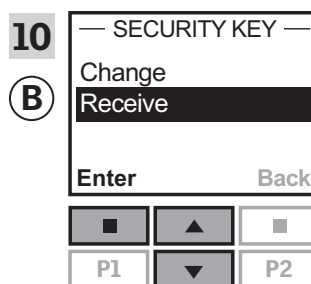 10
B
SECURITY KEY
Change
Receive
Enter Back
P1 P2